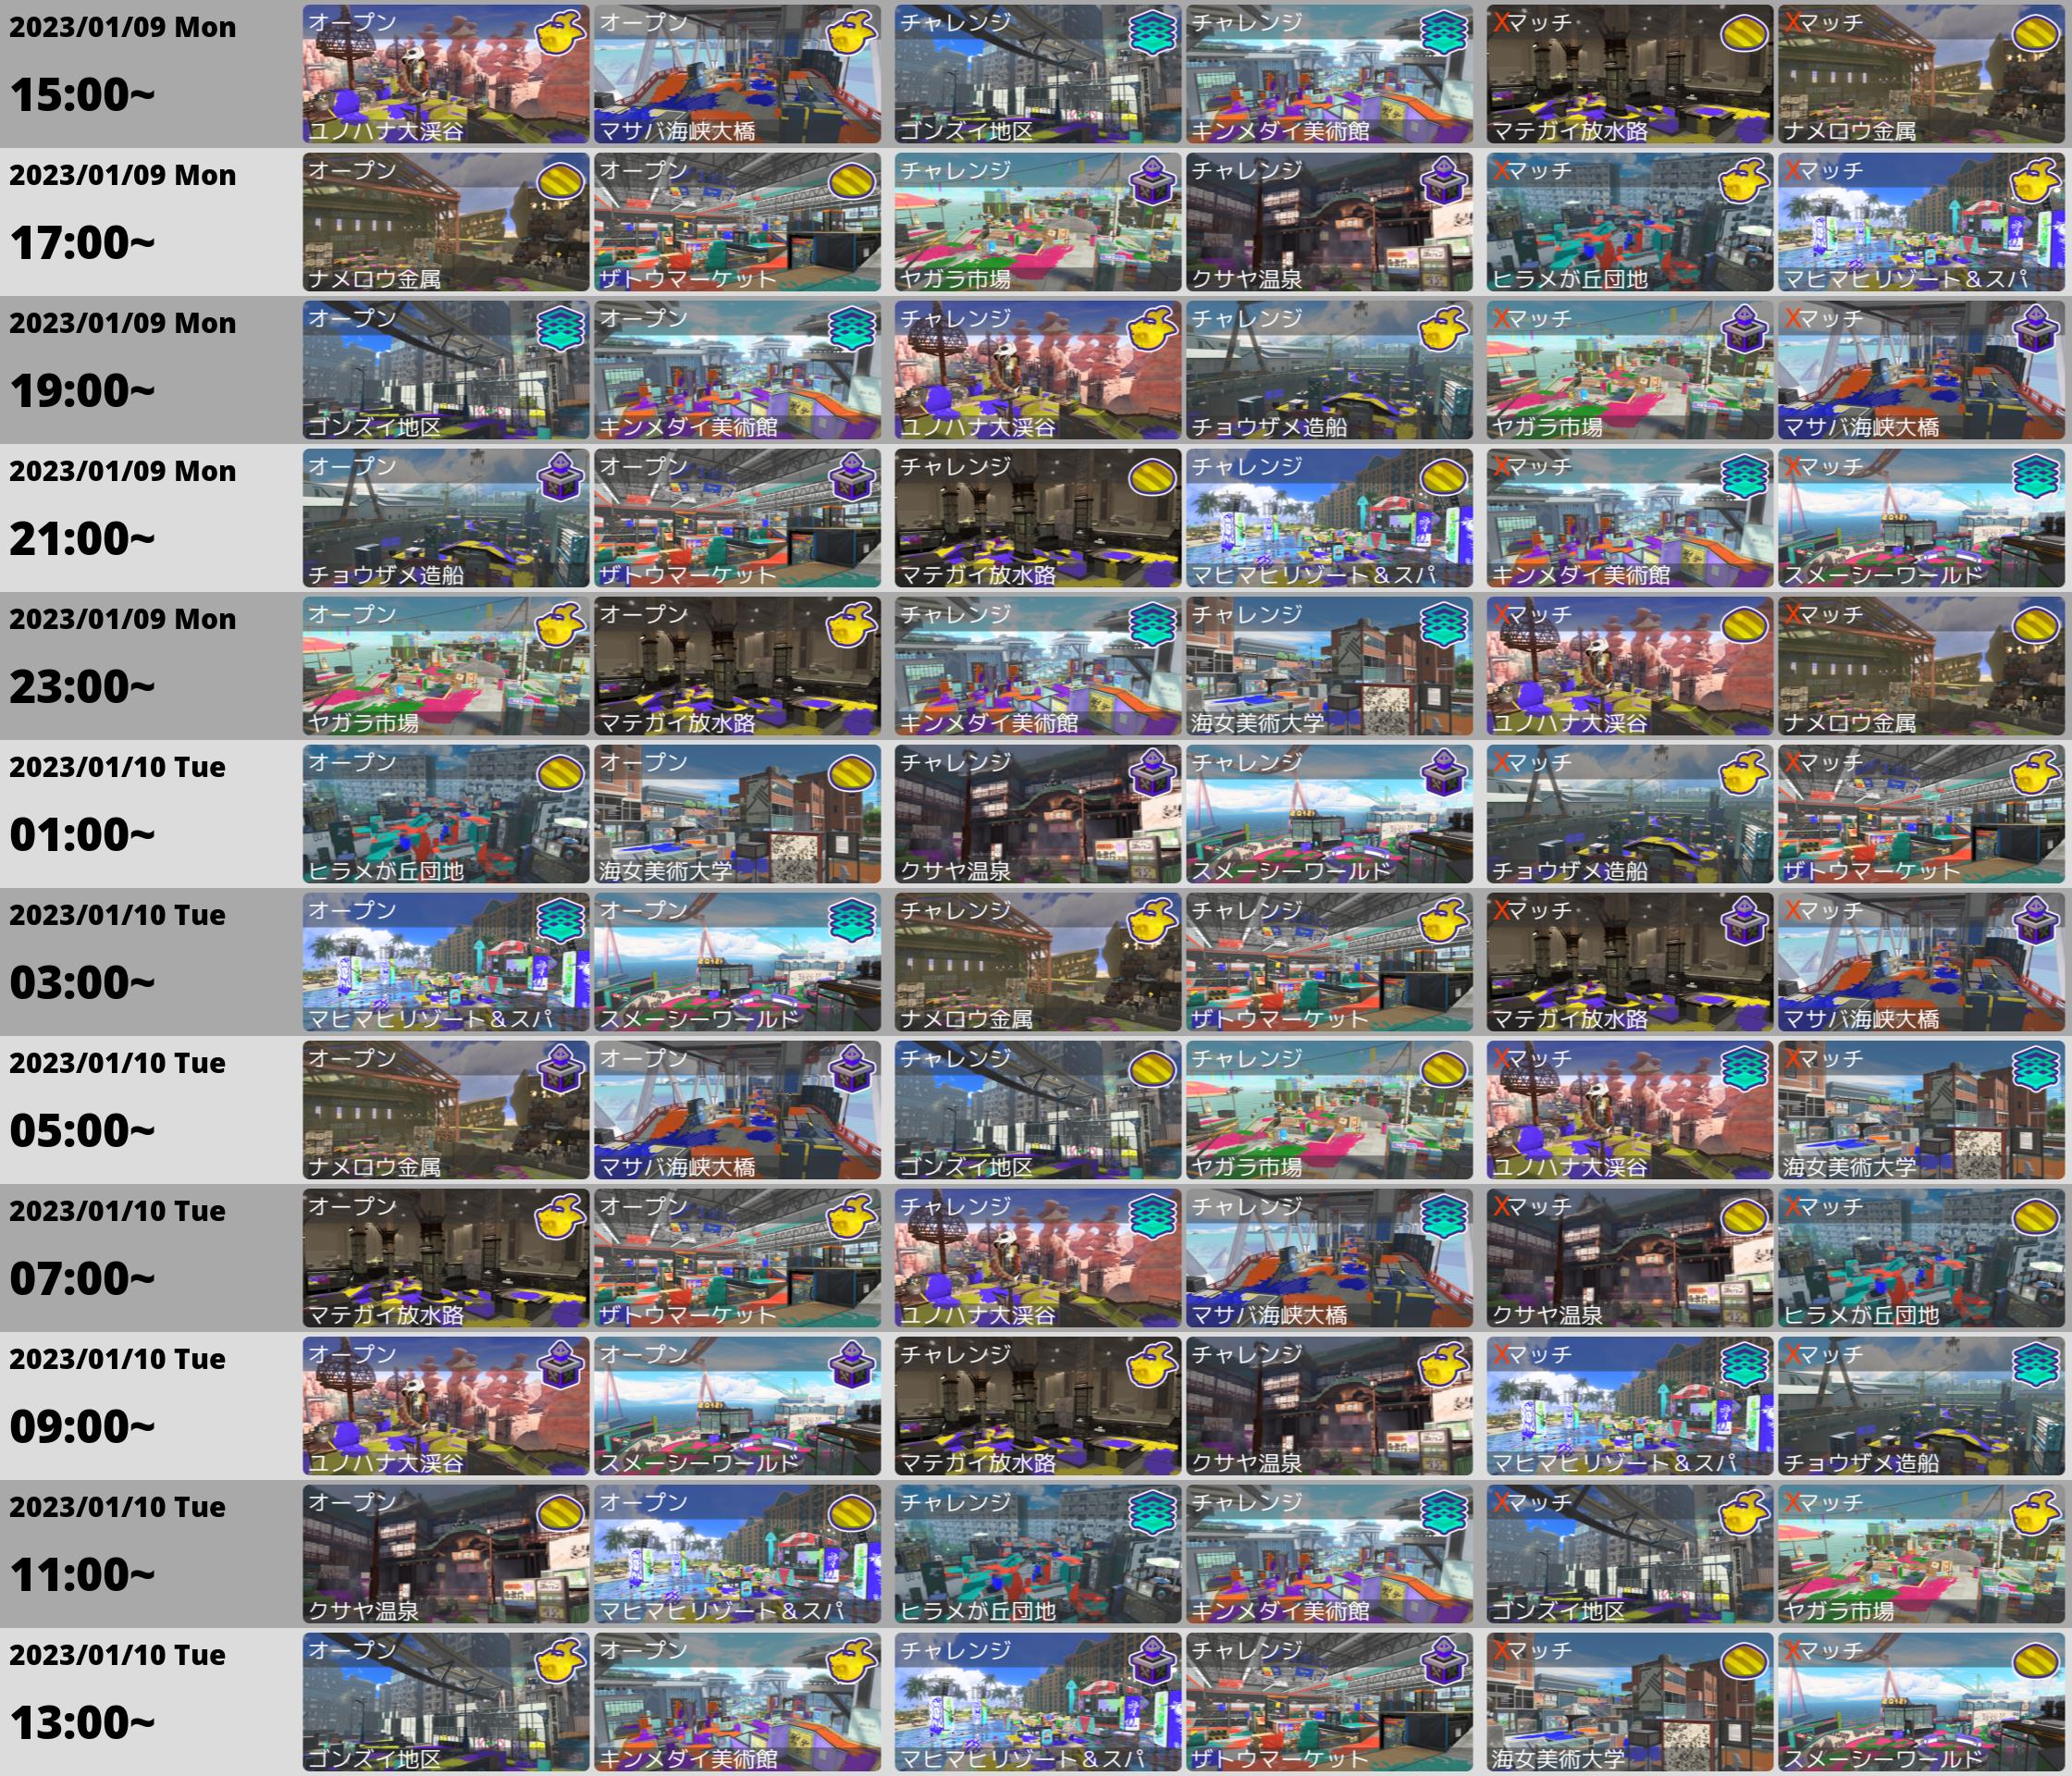 2023/01/09 Mon
15:00~
オープン
ユノハナ大渓谷
オープン
マサバ海峡大橋
チャレンジ
ゴンズイ地区
チャレンジ
キンメダイ美術館
Xマッチ
マテガイ放水路
Xマッチ
ナメロウ金属
2023/01/09 Mon
17:00~
オープン
ナメロウ金属
オープン
ザトウマーケット
チャレンジ
ヤガラ市場
チャレンジ
クサヤ温泉
Xマッチ
ヒラメが丘団地
Xマッチ
マヒマヒリゾート＆スパ
2023/01/09 Mon
19:00~
オープン
ゴンズイ地区
オープン
キンメダイ美術館
チャレンジ
ユノハナ大渓谷
チャレンジ
チョウザメ造船
Xマッチ
ヤガラ市場
Xマッチ
マサバ海峡大橋
2023/01/09 Mon
21:00~
オープン
チョウザメ造船
オープン
ザトウマーケット
チャレンジ
マテガイ放水路
チャレンジ
マヒマヒリゾート＆スパ
Xマッチ
キンメダイ美術館
Xマッチ
スメーシーワールド
2023/01/09 Mon
23:00~
オープン
ヤガラ市場
オープン
マテガイ放水路
チャレンジ
キンメダイ美術館
チャレンジ
海女美術大学
Xマッチ
ユノハナ大渓谷
Xマッチ
ナメロウ金属
2023/01/10 Tue
01:00~
オープン
ヒラメが丘団地
オープン
海女美術大学
チャレンジ
クサヤ温泉
チャレンジ
スメーシーワールド
Xマッチ
チョウザメ造船
Xマッチ
ザトウマーケット
2023/01/10 Tue
03:00~
オープン
マヒマヒリゾート＆スパ
オープン
スメーシーワールド
チャレンジ
ナメロウ金属
チャレンジ
ザトウマーケット
Xマッチ
マテガイ放水路
Xマッチ
マサバ海峡大橋
2023/01/10 Tue
05:00~
オープン
ナメロウ金属
オープン
マサバ海峡大橋
チャレンジ
ゴンズイ地区
チャレンジ
ヤガラ市場
Xマッチ
ユノハナ大渓谷
Xマッチ
海女美術大学
2023/01/10 Tue
07:00~
オープン
マテガイ放水路
オープン
ザトウマーケット
チャレンジ
ユノハナ大渓谷
チャレンジ
マサバ海峡大橋
Xマッチ
クサヤ温泉
Xマッチ
ヒラメが丘団地
2023/01/10 Tue
09:00~
オープン
ユノハナ大渓谷
オープン
スメーシーワールド
チャレンジ
マテガイ放水路
チャレンジ
クサヤ温泉
Xマッチ
マヒマヒリゾート＆スパ
Xマッチ
チョウザメ造船
2023/01/10 Tue
11:00~
オープン
クサヤ温泉
オープン
マヒマヒリゾート＆スパ
チャレンジ
ヒラメが丘団地
チャレンジ
キンメダイ美術館
Xマッチ
ゴンズイ地区
Xマッチ
ヤガラ市場
2023/01/10 Tue
13:00~
オープン
ゴンズイ地区
オープン
キンメダイ美術館
チャレンジ
マヒマヒリゾート＆スパ
チャレンジ
ザトウマーケット
Xマッチ
海女美術大学
Xマッチ
スメーシーワールド